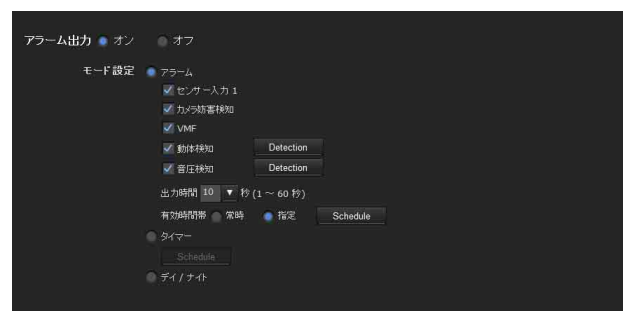 アラーム出力 オン オフ
モード設定 アラーム
センサー入力 1
カメラ妨害検知
VMF
動体検知 Detection
音圧検知 Detection
出力時間 10 秒 (1 ～ 60 秒)
有効時間帯 常時 指定 Schedule
タイマー
Schedule
デイ / ナイト